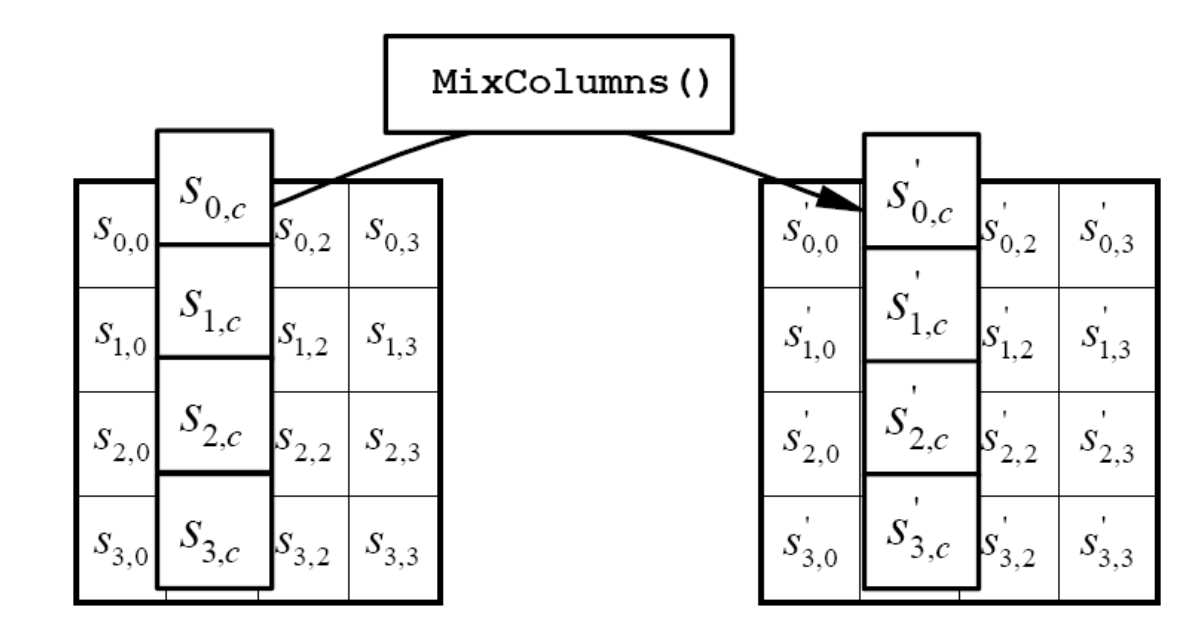 MixColumns()
s0,c s'0,c
s0,0 s0,2 s0,3 s'0,0 s'0,2 s'0,3
s1,c s'1,c
s1,0 s1,2 s1,3 s'1,0 s'1,2 s'1,3
s2,c s'2,c
s2,0 s2,2 s2,3 s'2,0 s'2,2 s'2,3
s3,c s'3,c
s3,0 s3,2 s3,3 s'3,0 s'3,2 s'3,3